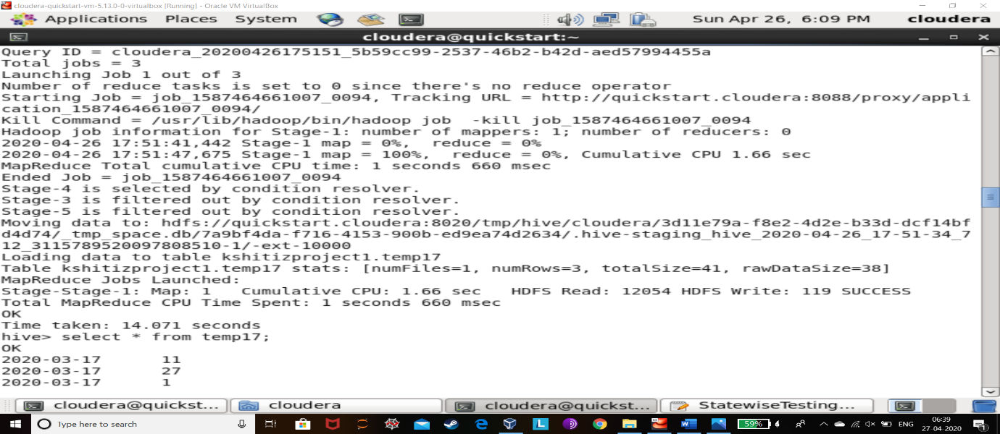 cloudera-quickstart-vm-5.13.0-0-virtualbox [Running] - Oracle VM VirtualBox
Applications Places System Sun Apr 26, 6:09 PM cloudera
cloudera@quickstart:~
Query ID = cloudera_20200426175151_5b59cc99-2537-46b2-b42d-aed57994455a
Total jobs = 3
Launching Job 1 out of 3
Number of reduce tasks is set to 0 since there's no reduce operator
Starting Job = job_1587464661007_0094, Tracking URL = http://quickstart.cloudera:8088/proxy/appli
cation_1587464661007_0094/
Kill Command = /usr/lib/hadoop/bin/hadoop job  -kill job_1587464661007_0094
Hadoop job information for Stage-1: number of mappers: 1; number of reducers: 0
2020-04-26 17:51:41,442 Stage-1 map = 0%,  reduce = 0%
2020-04-26 17:51:47,675 Stage-1 map = 100%,  reduce = 0%, Cumulative CPU 1.66 sec
MapReduce Total cumulative CPU time: 1 seconds 660 msec
Ended Job = job_1587464661007_0094
Stage-4 is selected by condition resolver.
Stage-3 is filtered out by condition resolver.
Stage-5 is filtered out by condition resolver.
Moving data to: hdfs://quickstart.cloudera:8020/tmp/hive/cloudera/3d11e79a-f8e2-4d2e-b33d-dcf14bf
d4d74/_tmp_space.db/7a9bf4da-f716-4153-900b-ed9ea74d2634/.hive-staging_hive_2020-04-26_17-51-34_7
12_3115789520097808510-1/-ext-10000
Loading data to table kshitizproject1.temp17
Table kshitizproject1.temp17 stats: [numFiles=1, numRows=3, totalSize=41, rawDataSize=38]
MapReduce Jobs Launched:
Stage-Stage-1: Map: 1   Cumulative CPU: 1.66 sec   HDFS Read: 12054 HDFS Write: 119 SUCCESS
Total MapReduce CPU Time Spent: 1 seconds 660 msec
OK
Time taken: 14.071 seconds
hive> select * from temp17;
OK
2020-03-17	11
2020-03-17	27
2020-03-17	1
cloudera@quickst... cloudera cloudera@quickst... StatewiseTesting...
Type here to search 59% ENG 06:39
27-04-2020 1